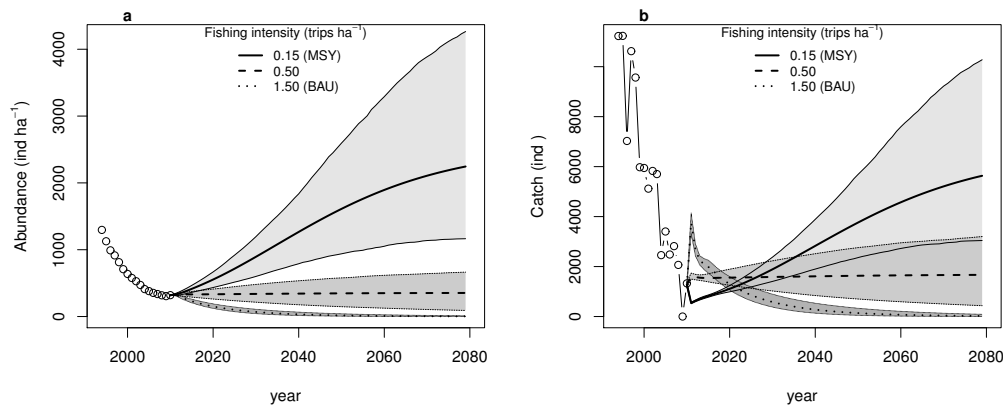 a
Fishing intensity (trips ha⁻¹)
0.15 (MSY)
0.50
1.50 (BAU)
Abundance (ind ha⁻¹)
4000
3000
2000
1000
0
2000 2020 2040 2060 2080
year
b
Fishing intensity (trips ha⁻¹)
0.15 (MSY)
0.50
1.50 (BAU)
Catch (ind )
8000
6000
4000
2000
0
2000 2020 2040 2060 2080
year